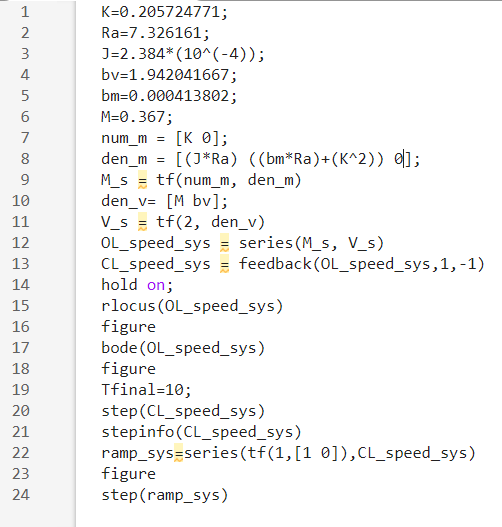 1 K=0.205724771;
2 Ra=7.326161;
3 J=2.384*(10^(-4));
4 bv=1.942041667;
5 bm=0.000413802;
6 M=0.367;
7 num_m = [K 0];
8 den_m = [(J*Ra) ((bm*Ra)+(K^2)) 0];
9 M_s = tf(num_m, den_m)
10 den_v= [M bv];
11 V_s = tf(2, den_v)
12 OL_speed_sys = series(M_s, V_s)
13 CL_speed_sys = feedback(OL_speed_sys,1,-1)
14 hold on;
15 rlocus(OL_speed_sys)
16 figure
17 bode(OL_speed_sys)
18 figure
19 Tfinal=10;
20 step(CL_speed_sys)
21 stepinfo(CL_speed_sys)
22 ramp_sys=series(tf(1,[1 0]),CL_speed_sys)
23 figure
24 step(ramp_sys)